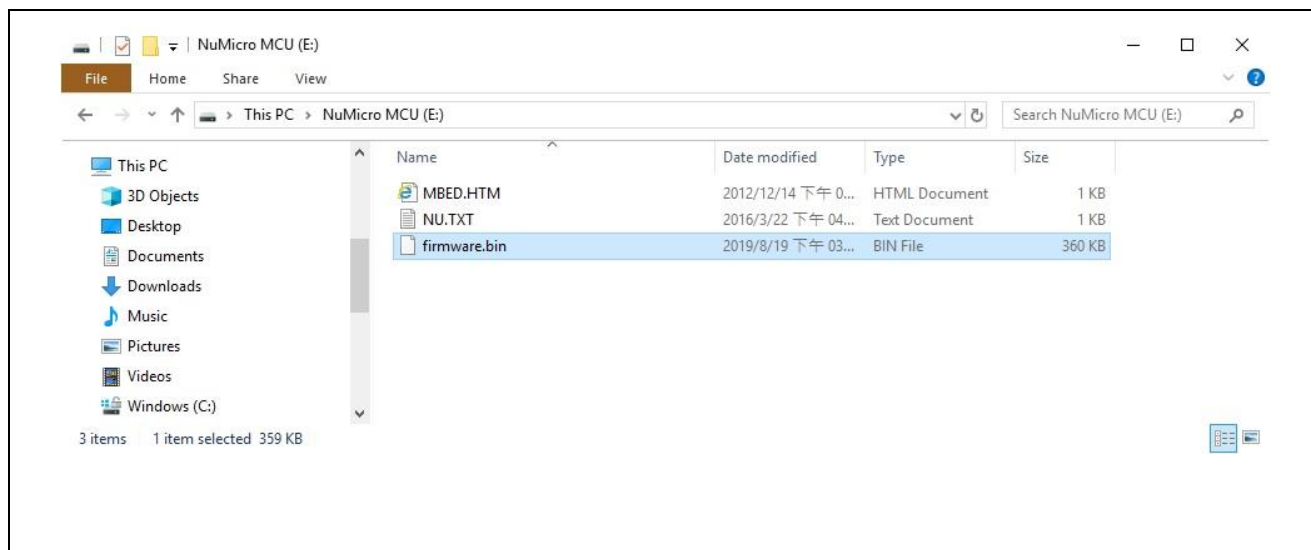 NuMicro MCU (E:)
File Home Share View
This PC > NuMicro MCU (E:) Search NuMicro MCU (E:)
This PC
3D Objects
Desktop
Documents
Downloads
Music
Pictures
Videos
Windows (C:)
Name Date modified Type Size
MBED.HTM 2012/12/14 下午 0... HTML Document 1 KB
NU.TXT 2016/3/22 下午 04... Text Document 1 KB
firmware.bin 2019/8/19 下午 03... BIN File 360 KB
3 items 1 item selected 359 KB